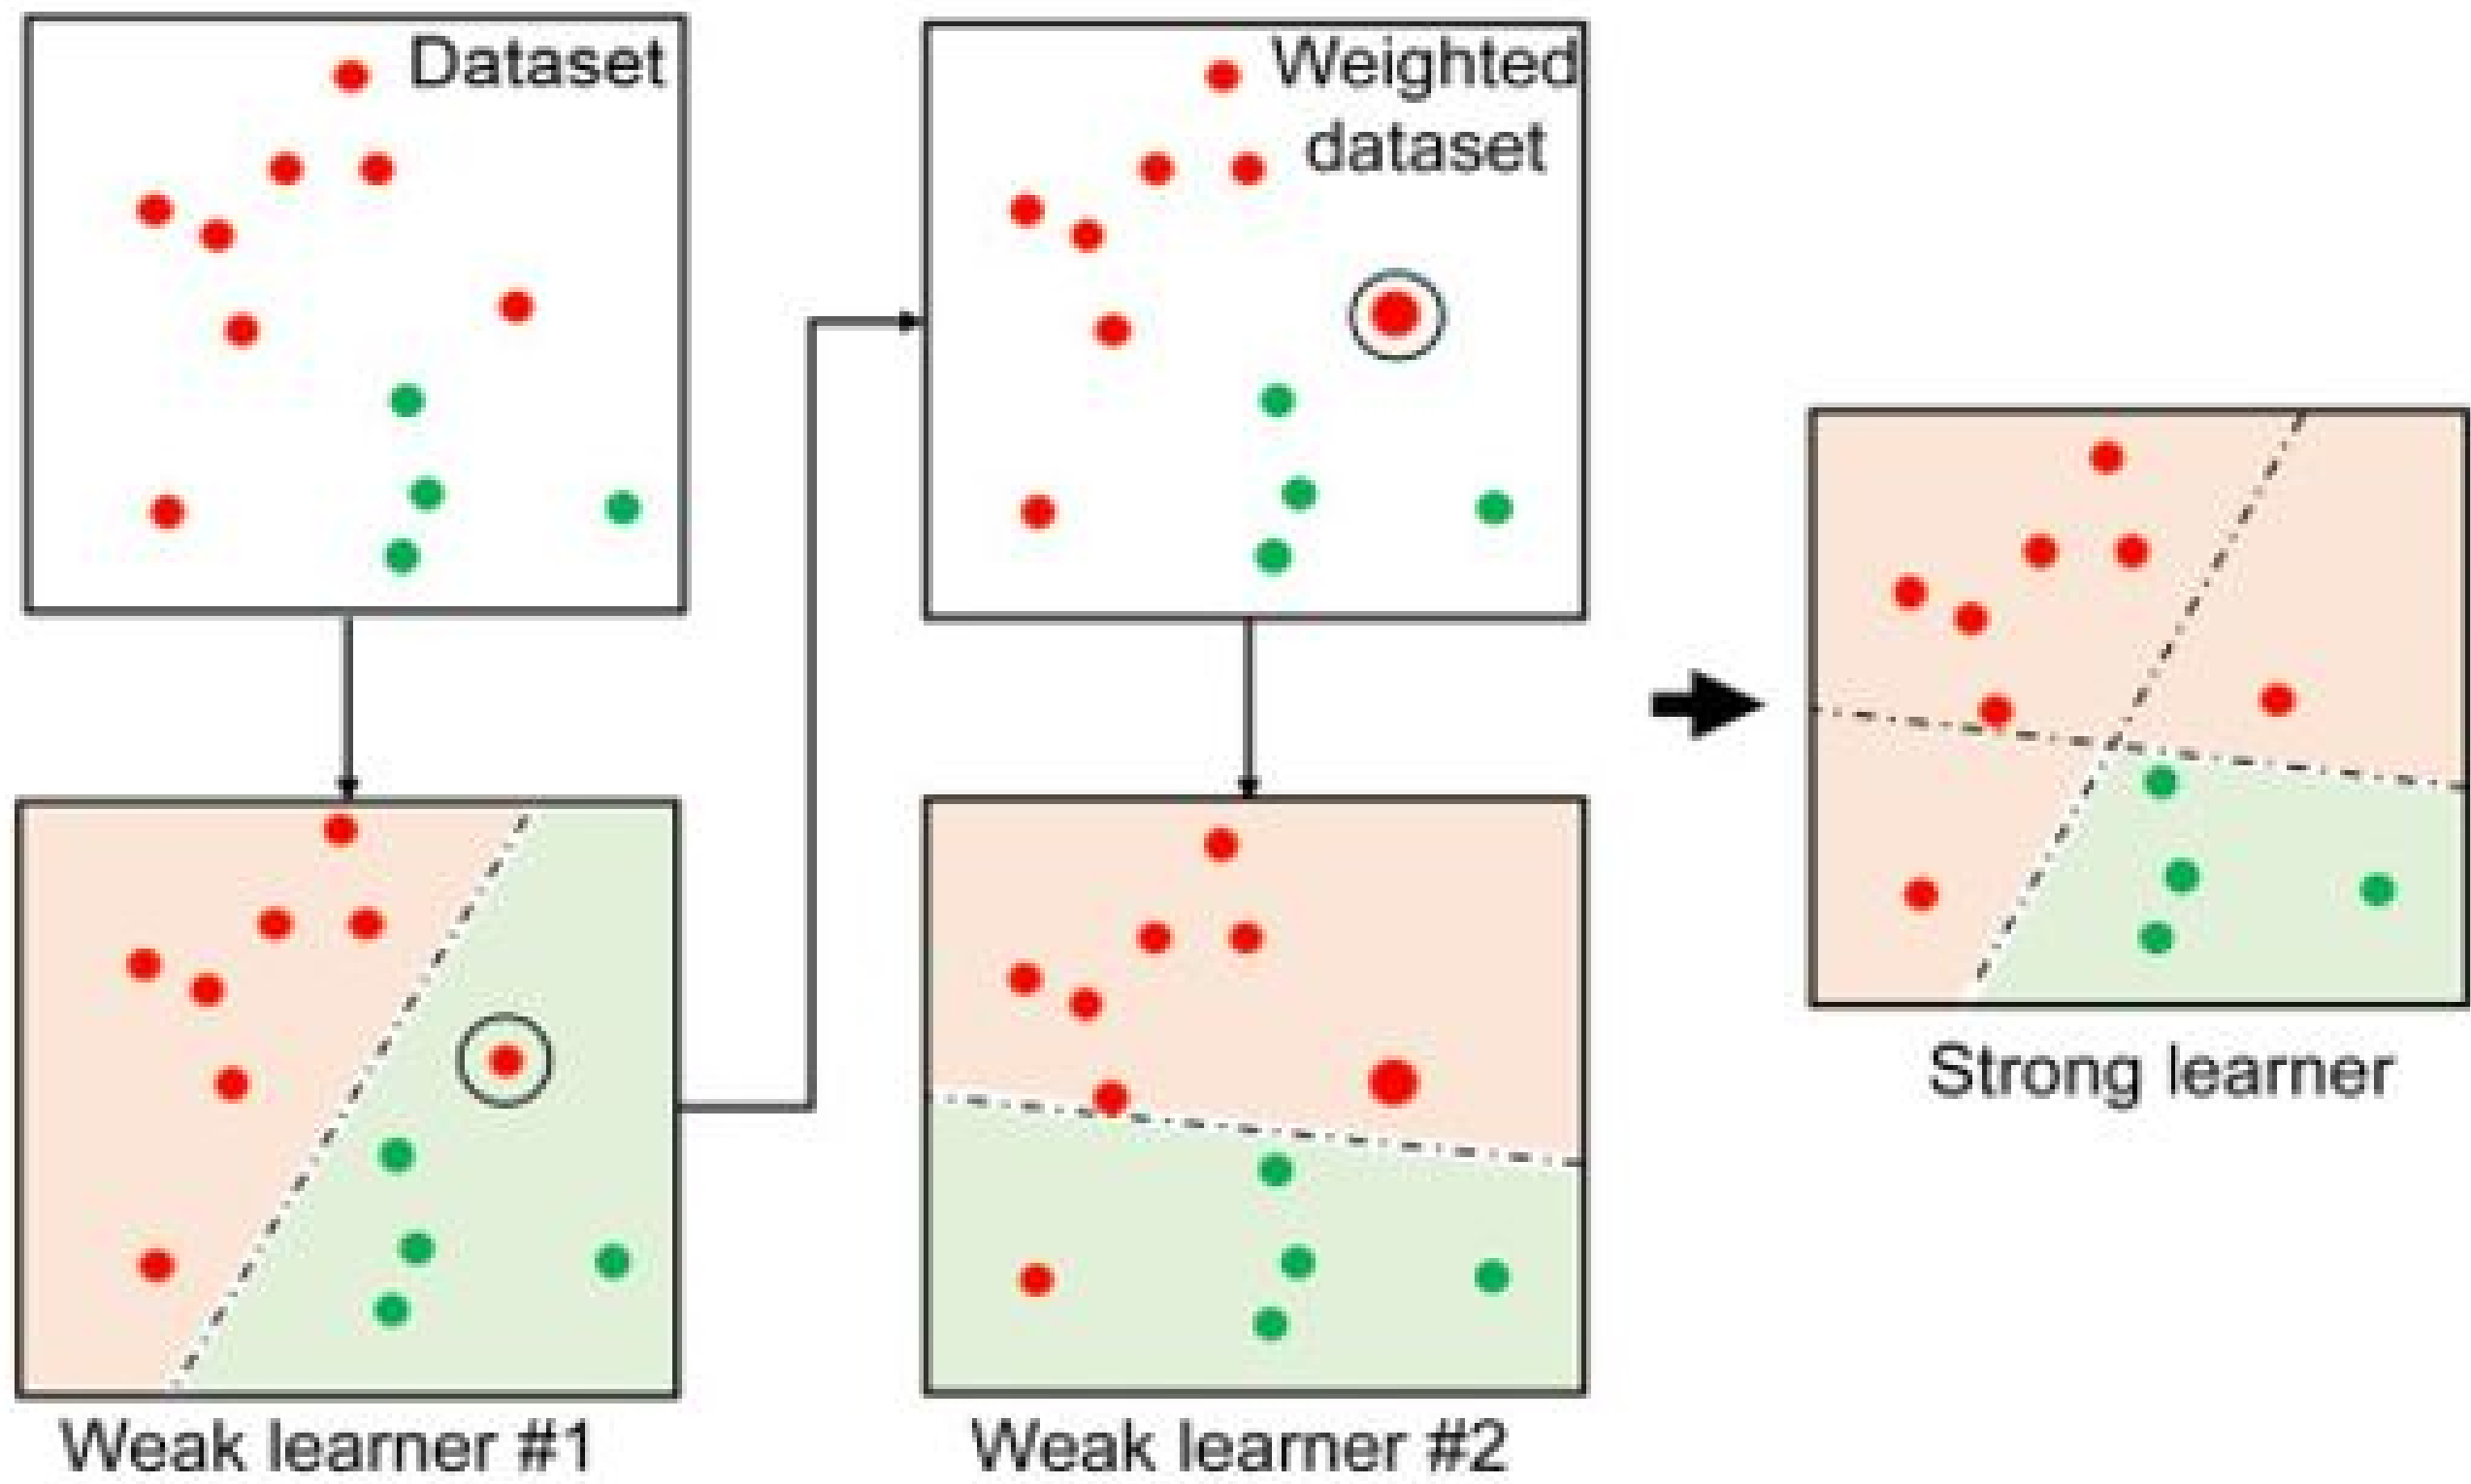 Dataset
Weighted
dataset
Strong learner
Weak learner #1
Weak learner #2